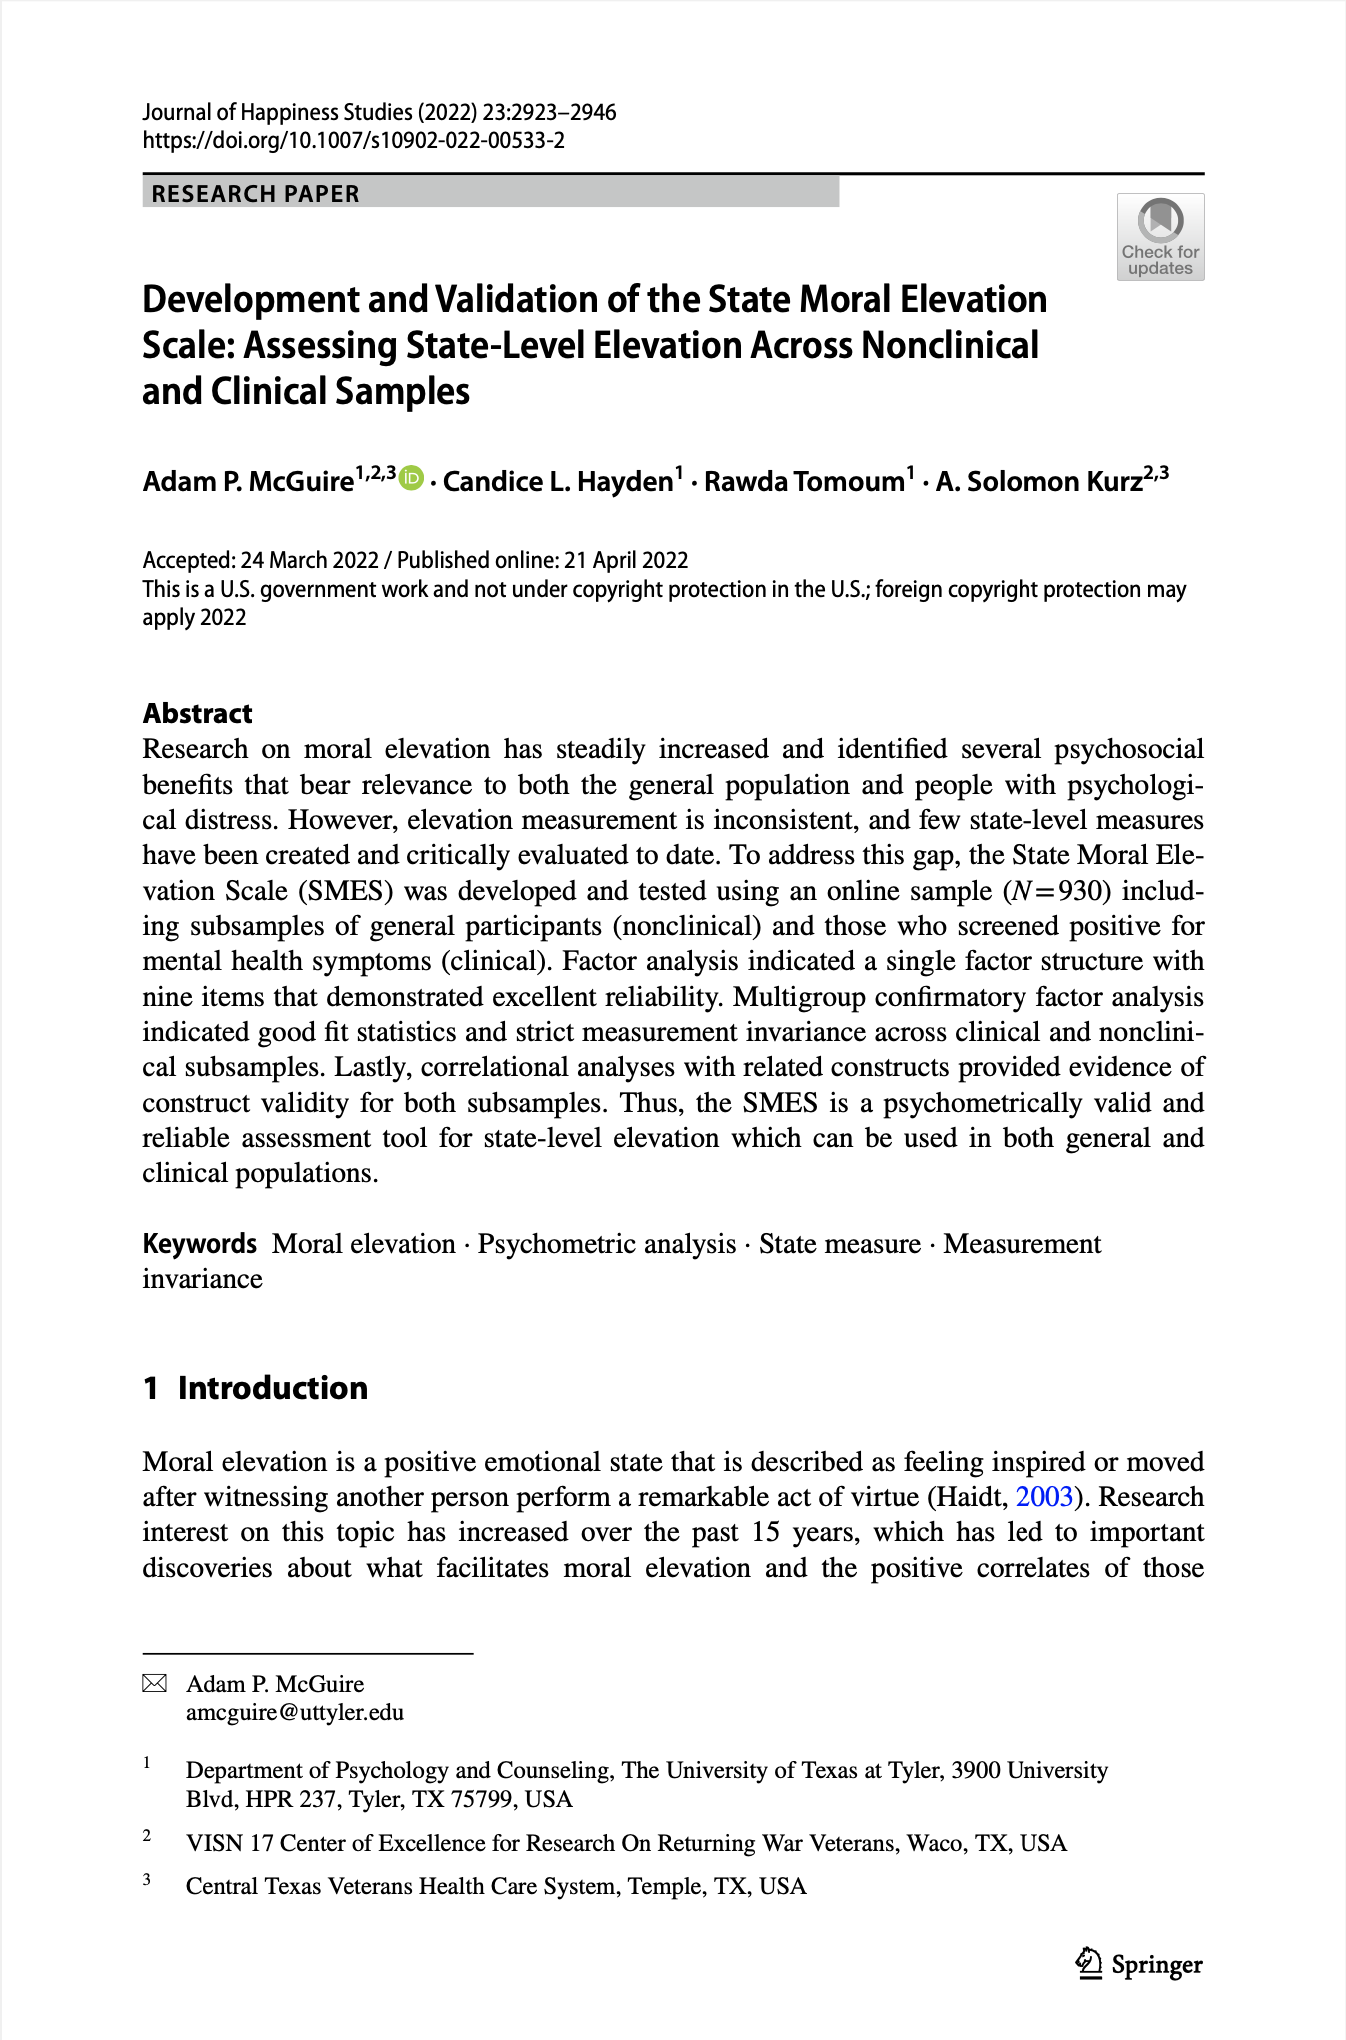 Journal of Happiness Studies (2022) 23:2923–2946
https://doi.org/10.1007/s10902-022-00533-2
RESEARCH PAPER
Check for
updates
Development and Validation of the State Moral Elevation
Scale: Assessing State-Level Elevation Across Nonclinical
and Clinical Samples
Adam P. McGuire1,2,3 iD · Candice L. Hayden1 · Rawda Tomoum1 · A. Solomon Kurz2,3
Accepted: 24 March 2022 / Published online: 21 April 2022
This is a U.S. government work and not under copyright protection in the U.S.; foreign copyright protection may
apply 2022
Abstract
Research on moral elevation has steadily increased and identified several psychosocial
benefits that bear relevance to both the general population and people with psychologi-
cal distress. However, elevation measurement is inconsistent, and few state-level measures
have been created and critically evaluated to date. To address this gap, the State Moral Ele-
vation Scale (SMES) was developed and tested using an online sample (N=930) includ-
ing subsamples of general participants (nonclinical) and those who screened positive for
mental health symptoms (clinical). Factor analysis indicated a single factor structure with
nine items that demonstrated excellent reliability. Multigroup confirmatory factor analysis
indicated good fit statistics and strict measurement invariance across clinical and nonclini-
cal subsamples. Lastly, correlational analyses with related constructs provided evidence of
construct validity for both subsamples. Thus, the SMES is a psychometrically valid and
reliable assessment tool for state-level elevation which can be used in both general and
clinical populations.
Keywords Moral elevation · Psychometric analysis · State measure · Measurement
invariance
1 Introduction
Moral elevation is a positive emotional state that is described as feeling inspired or moved
after witnessing another person perform a remarkable act of virtue (Haidt, 2003). Research
interest on this topic has increased over the past 15 years, which has led to important
discoveries about what facilitates moral elevation and the positive correlates of those
Adam P. McGuire
amcguire@uttyler.edu
1 Department of Psychology and Counseling, The University of Texas at Tyler, 3900 University
Blvd, HPR 237, Tyler, TX 75799, USA
2 VISN 17 Center of Excellence for Research On Returning War Veterans, Waco, TX, USA
3 Central Texas Veterans Health Care System, Temple, TX, USA
Springer